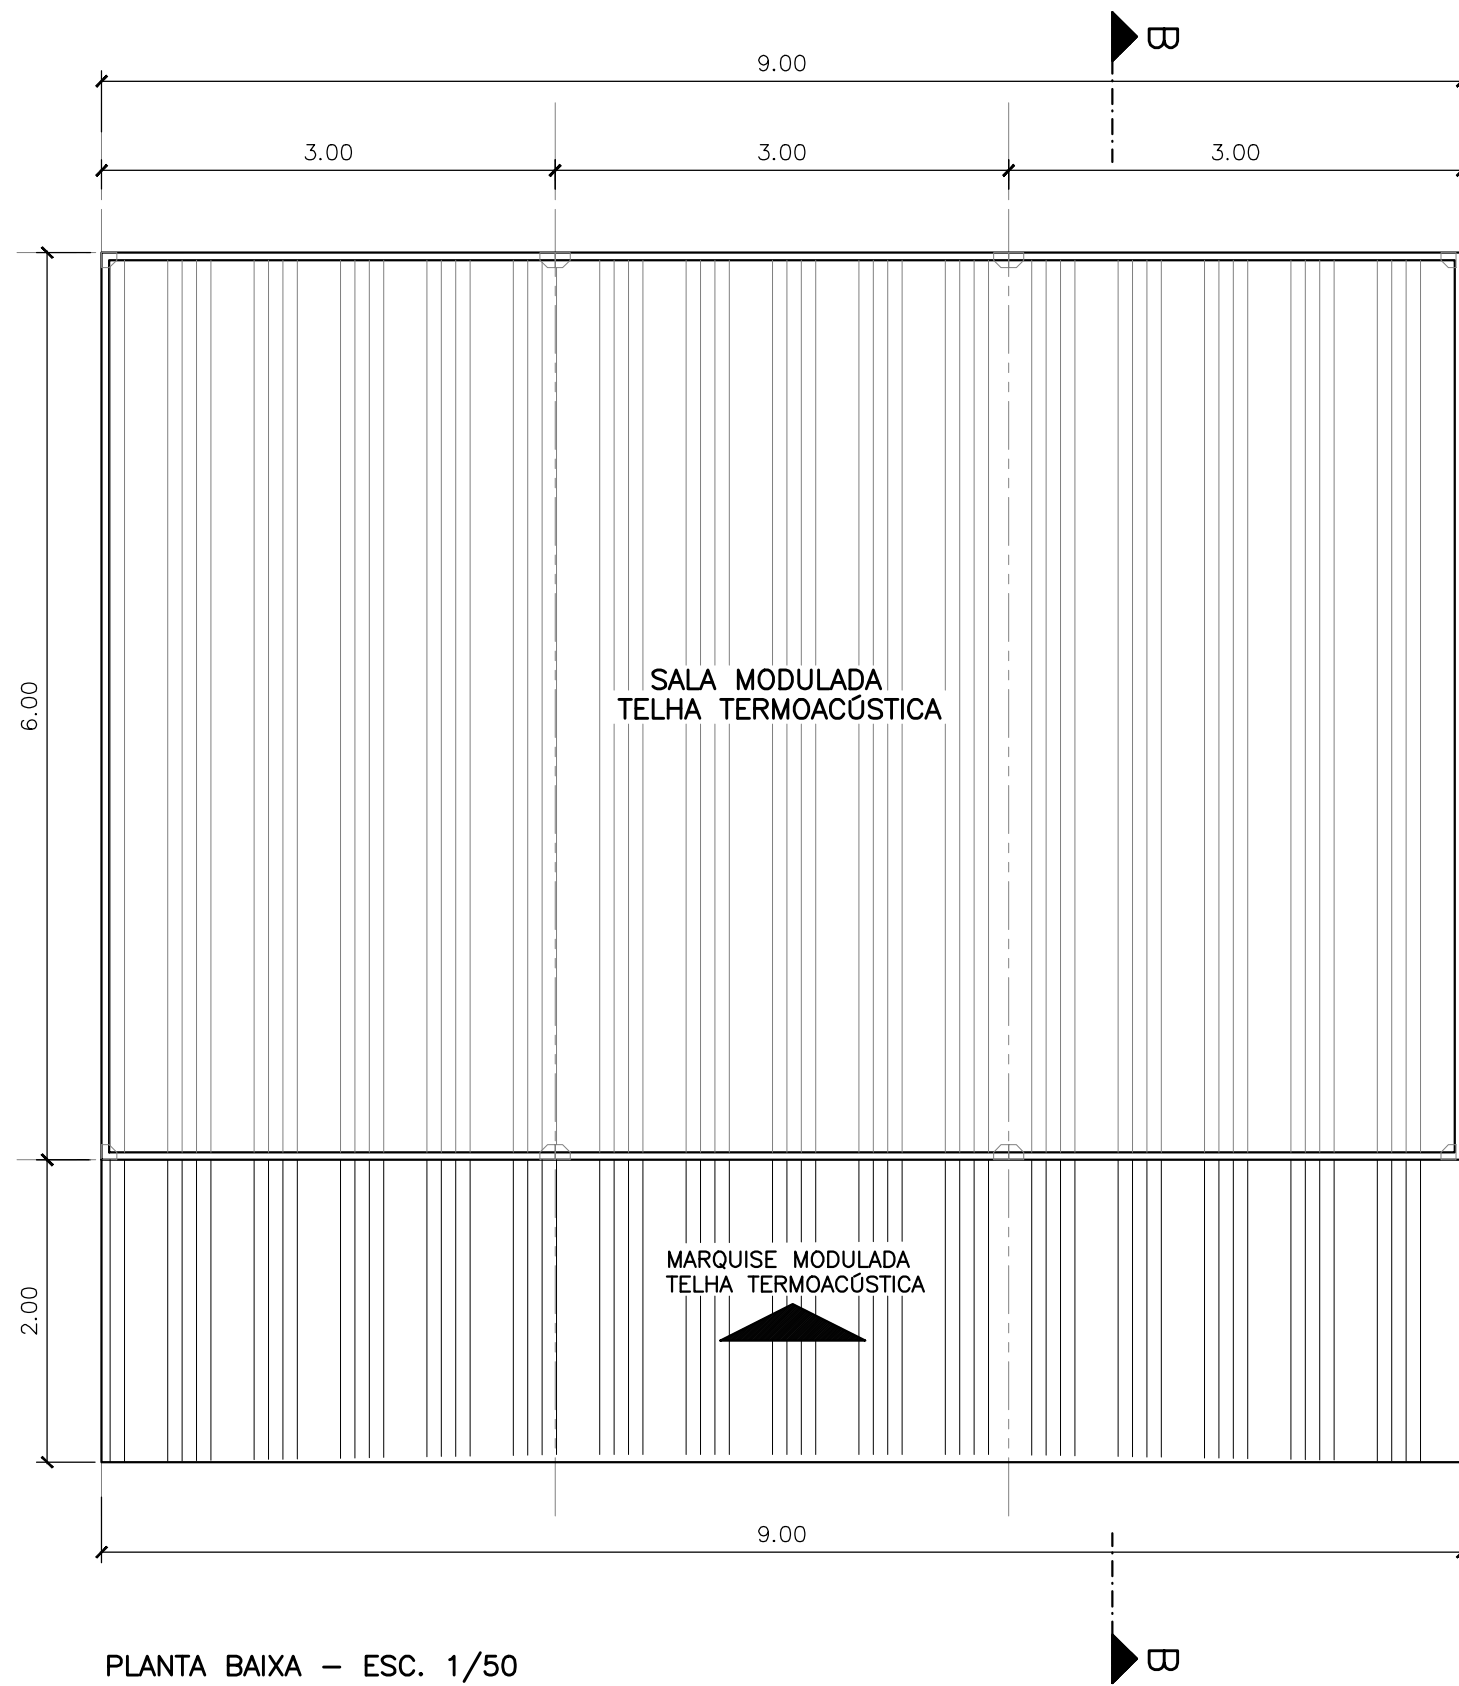 B
9.00
3.00 3.00 3.00
6.00
SALA MODULADA
TELHA TERMOACÚSTICA
MARQUISE MODULADA
TELHA TERMOACÚSTICA
2.00
9.00
B
PLANTA BAIXA – ESC. 1/50